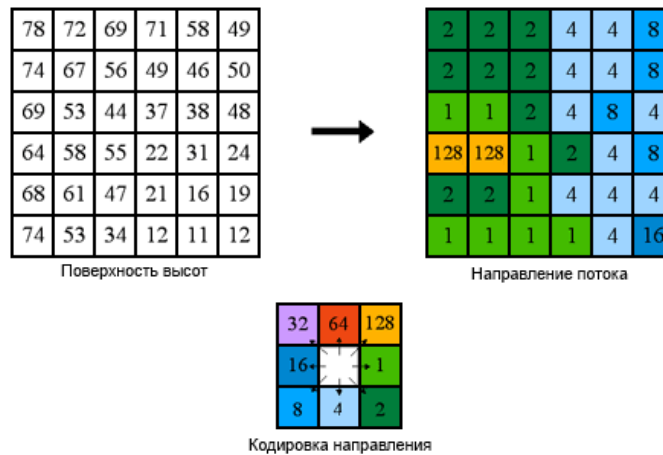 78 72 69 71 58 49
74 67 56 49 46 50
69 53 44 37 38 48
64 58 55 22 31 24
68 61 47 21 16 19
74 53 34 12 11 12
Поверхность высот
2 2 2 4 4 8
2 2 2 4 4 8
1 1 2 4 8 4
128 128 1 2 4 8
2 2 1 4 4 4
1 1 1 1 4 16
Направление потока
32 64 128
16 1
8 4 2
Кодировка направления